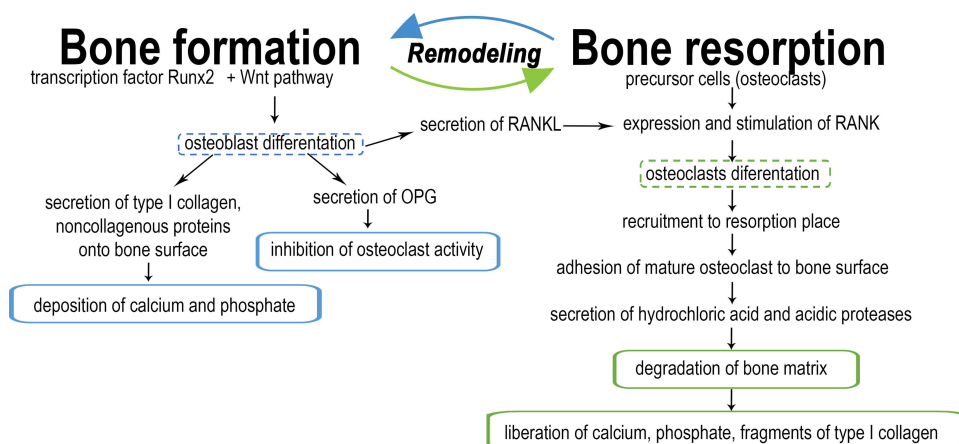 Bone formation
Remodeling
Bone resorption
transcription factor Runx2 + Wnt pathway
precursor cells (osteoclasts)
secretion of RANKL
expression and stimulation of RANK
osteoblast differentation
osteoclasts diferentation
secretion of type I collagen,
noncollagenous proteins
onto bone surface
secretion of OPG
recruitment to resorption place
inhibition of osteoclast activity
adhesion of mature osteoclast to bone surface
deposition of calcium and phosphate
secretion of hydrochloric acid and acidic proteases
degradation of bone matrix
liberation of calcium, phosphate, fragments of type I collagen